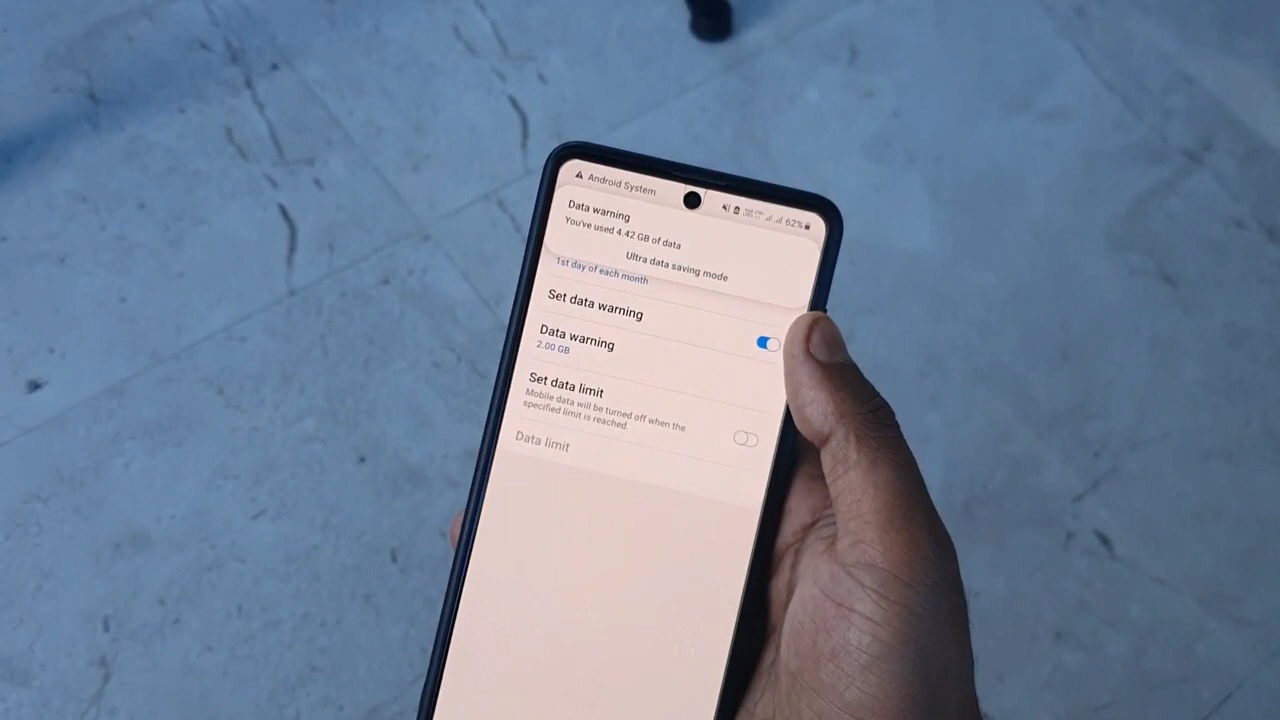 Android System
62%
Data warning
You've used 4.42 GB of data
Ultra data saving mode
1st day of each month
Set data warning
Data warning
2.00 GB
Set data limit
Mobile data will be turned off when the
specified limit is reached.
Data limit